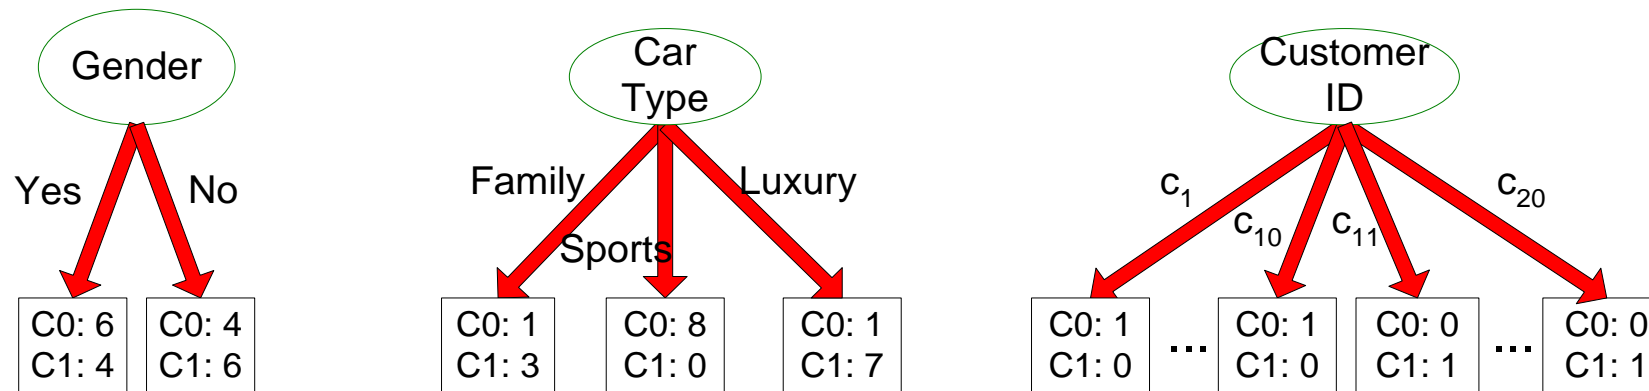 Gender
Yes
No
C0: 6
C1: 4
C0: 4
C1: 6
Car
Type
Family
Sports
Luxury
C0: 1
C1: 3
C0: 8
C1: 0
C0: 1
C1: 7
Customer
ID
c1
c10
c11
c20
C0: 1
C1: 0
...
C0: 1
C1: 0
C0: 0
C1: 1
...
C0: 0
C1: 1